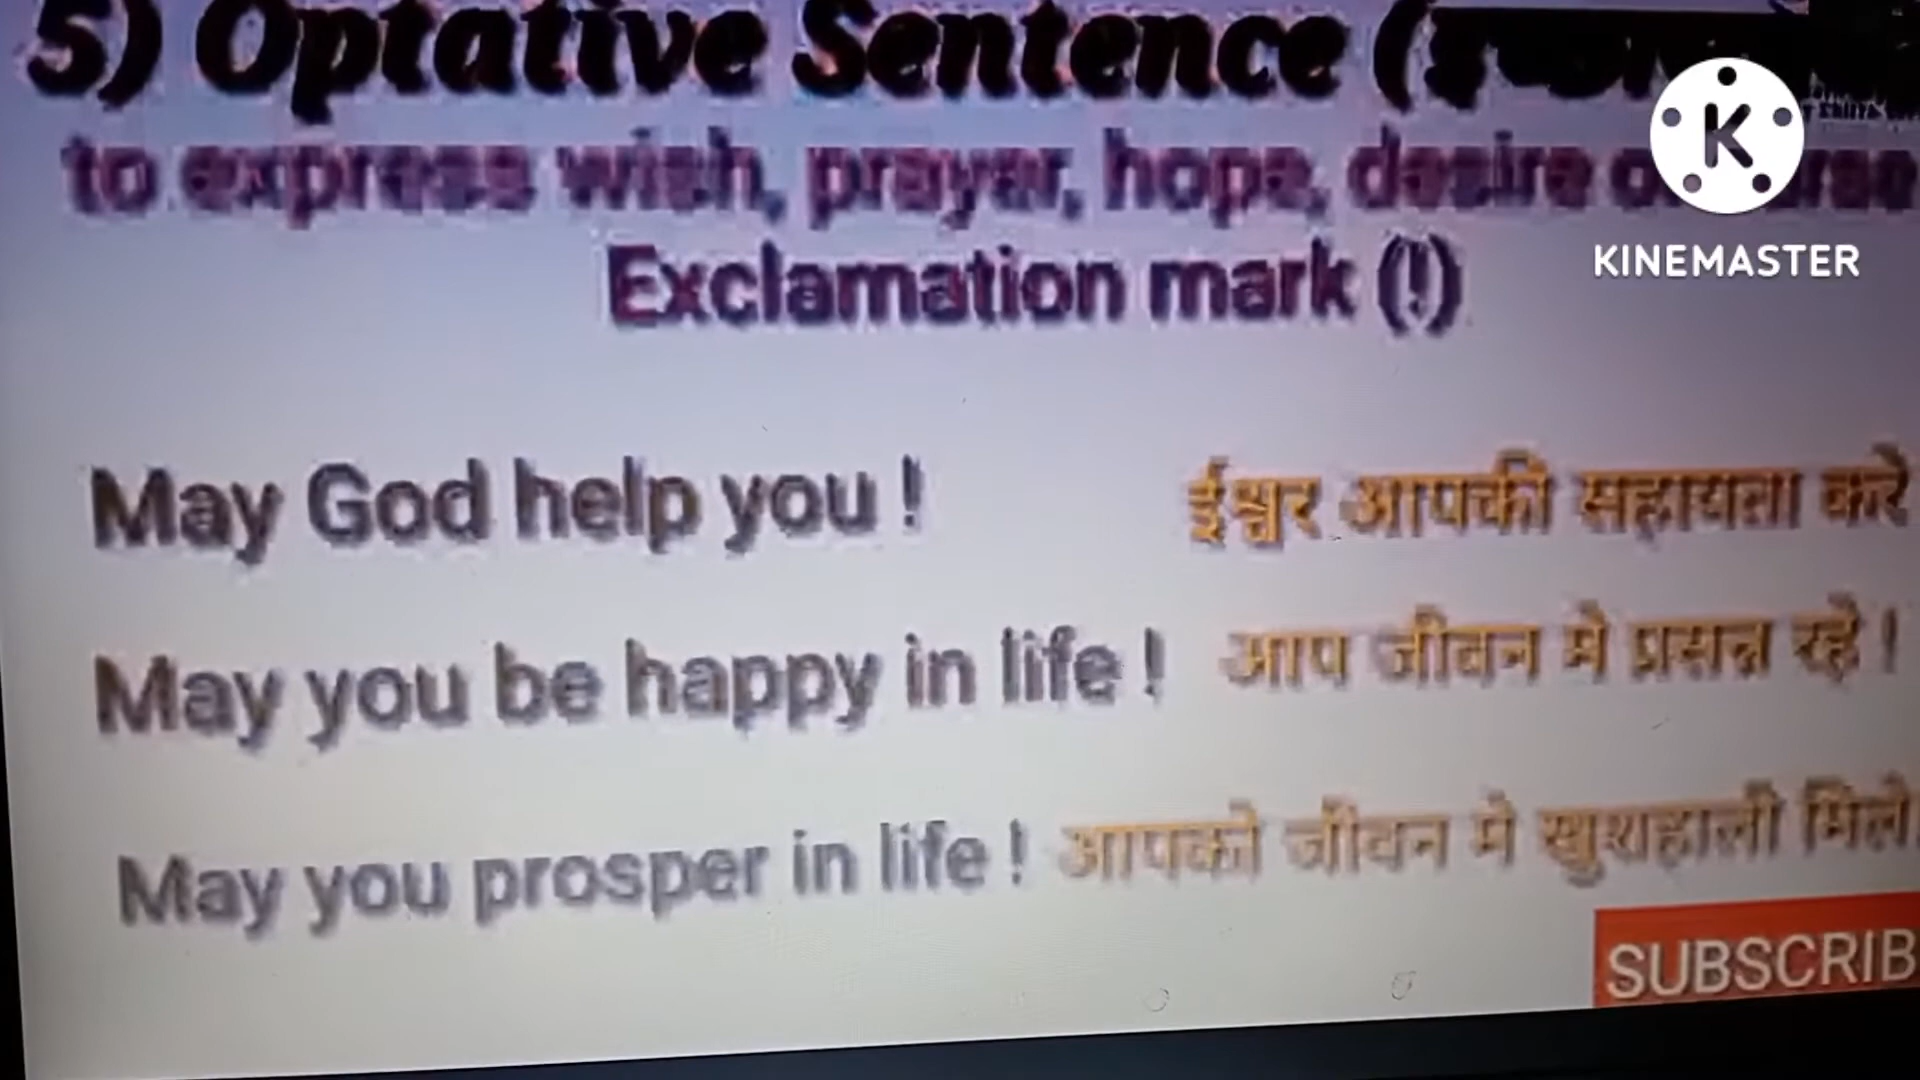 5) Optative Sentence (
to express wish, prayer, hope, desire
Exclamation mark (!)
May God help you ! ईश्वर आपकी सहायता करे
May you be happy in life ! आप जीवन मे प्रसन्न रहे !
May you prosper in life ! आपको जीवन मे खुशहाली मिले
K
KINEMASTER
SUBSCRIB